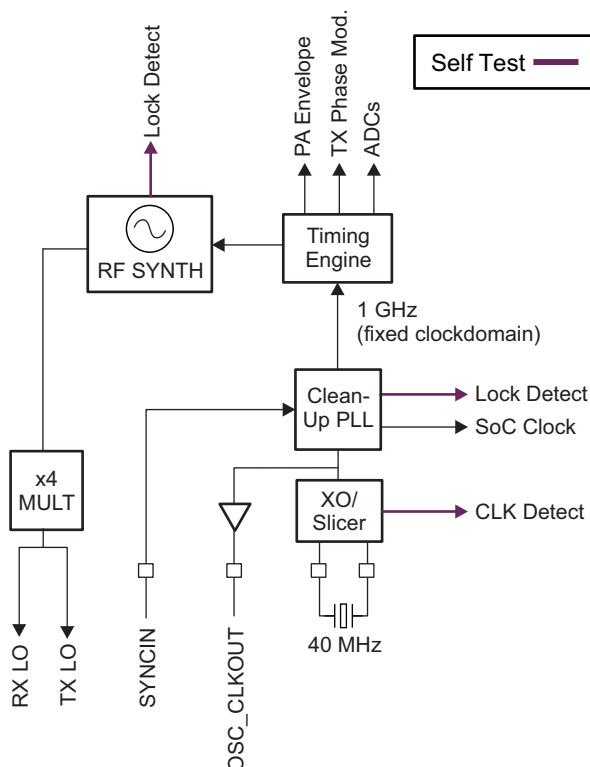 Lock Detect
PA Envelope
TX Phase Mod.
ADCs
Self Test
RF SYNTH
Timing
Engine
1 GHz
(fixed clockdomain)
Clean-
Up PLL
Lock Detect
SoC Clock
x4
MULT
XO/
Slicer
CLK Detect
40 MHz
RX LO
TX LO
SYNCIN
OSC_CLKOUT